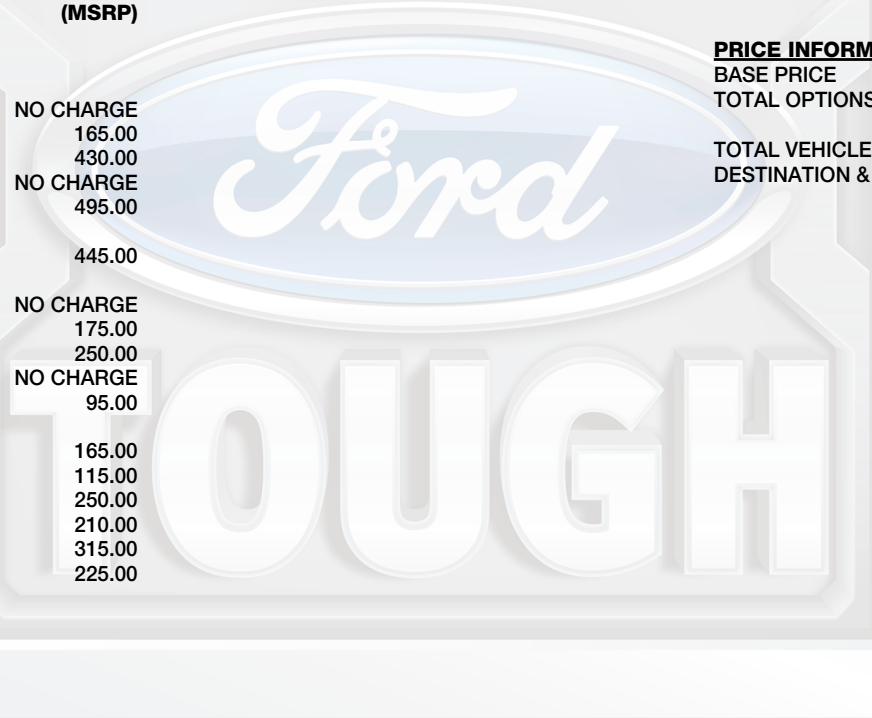 (MSRP)
NO CHARGE
165.00
430.00
NO CHARGE
495.00
445.00
NO CHARGE
175.00
250.00
NO CHARGE
95.00
165.00
115.00
250.00
210.00
315.00
225.00
PRICE INFORM
BASE PRICE
TOTAL OPTIONS
TOTAL VEHICLE
DESTINATION &
Ford
TOUGH